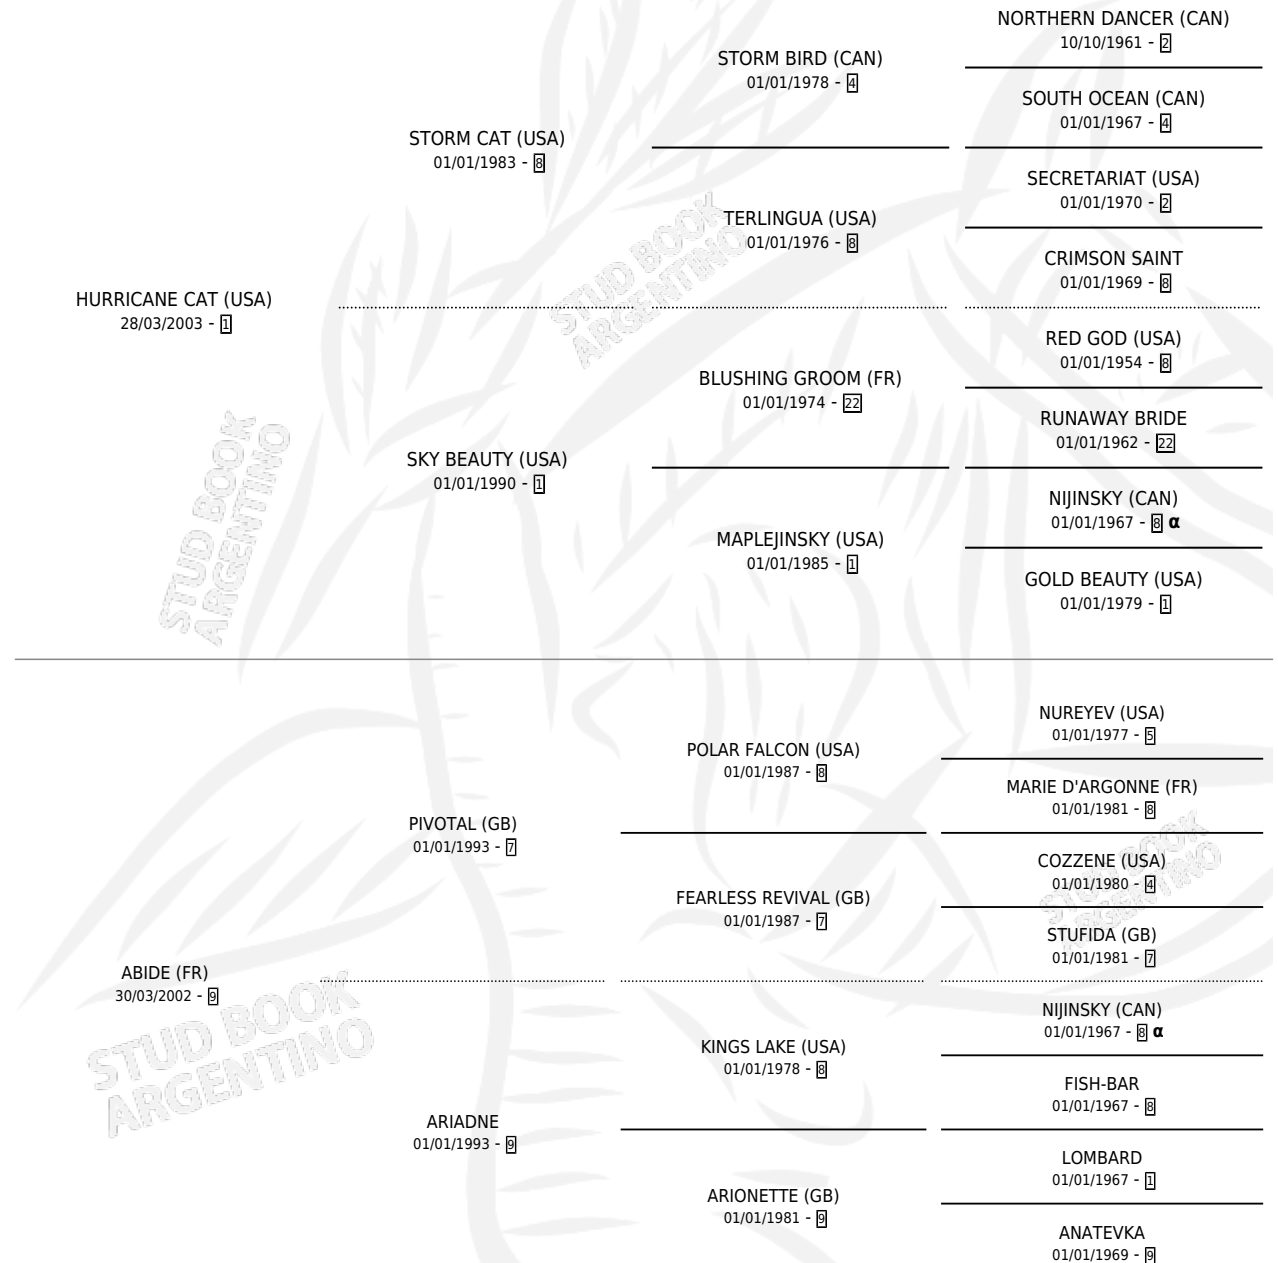 NORTHERN DANCER (CAN)
10/10/1961 - 2
STORM BIRD (CAN)
01/01/1978 - 4
SOUTH OCEAN (CAN)
01/01/1967 - 4
STORM CAT (USA)
01/01/1983 - 8
SECRETARIAT (USA)
01/01/1970 - 2
TERLINGUA (USA)
01/01/1976 - 8
CRIMSON SAINT
01/01/1969 - 8
HURRICANE CAT (USA)
28/03/2003 - 1
RED GOD (USA)
01/01/1954 - 8
BLUSHING GROOM (FR)
01/01/1974 - 22
RUNAWAY BRIDE
01/01/1962 - 22
SKY BEAUTY (USA)
01/01/1990 - 1
NIJINSKY (CAN)
01/01/1967 - 8 α
MAPLEJINSKY (USA)
01/01/1985 - 1
GOLD BEAUTY (USA)
01/01/1979 - 1
NUREYEV (USA)
01/01/1977 - 5
POLAR FALCON (USA)
01/01/1987 - 8
MARIE D'ARGONNE (FR)
01/01/1981 - 8
PIVOTAL (GB)
01/01/1993 - 7
COZZENE (USA)
01/01/1980 - 4
FEARLESS REVIVAL (GB)
01/01/1987 - 7
STUFIDA (GB)
01/01/1981 - 7
ABIDE (FR)
30/03/2002 - 9
NIJINSKY (CAN)
01/01/1967 - 8 α
KINGS LAKE (USA)
01/01/1978 - 8
FISH-BAR
01/01/1967 - 8
ARIADNE
01/01/1993 - 9
LOMBARD
01/01/1967 - 1
ARIONETTE (GB)
01/01/1981 - 9
ANATEVKA
01/01/1969 - 9
STUD BOOK
ARGENTINO
STUD BOOK
ARGENTINO
STUD BOOK
ARGENTINO
STUD BOOK
ARGENTINO